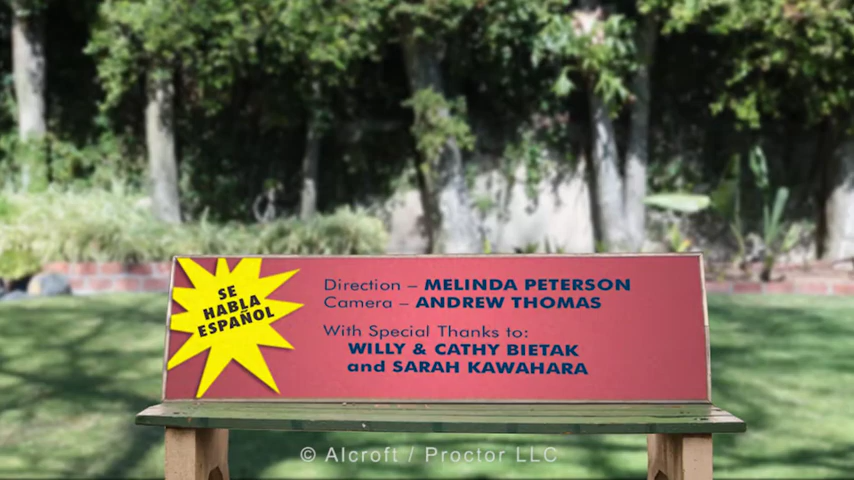 SE
HABLA
ESPAÑOL
Direction – MELINDA PETERSON
Camera – ANDREW THOMAS
With Special Thanks to:
WILLY & CATHY BIETAK
and SARAH KAWAHARA
© Alcroft / Proctor LLC